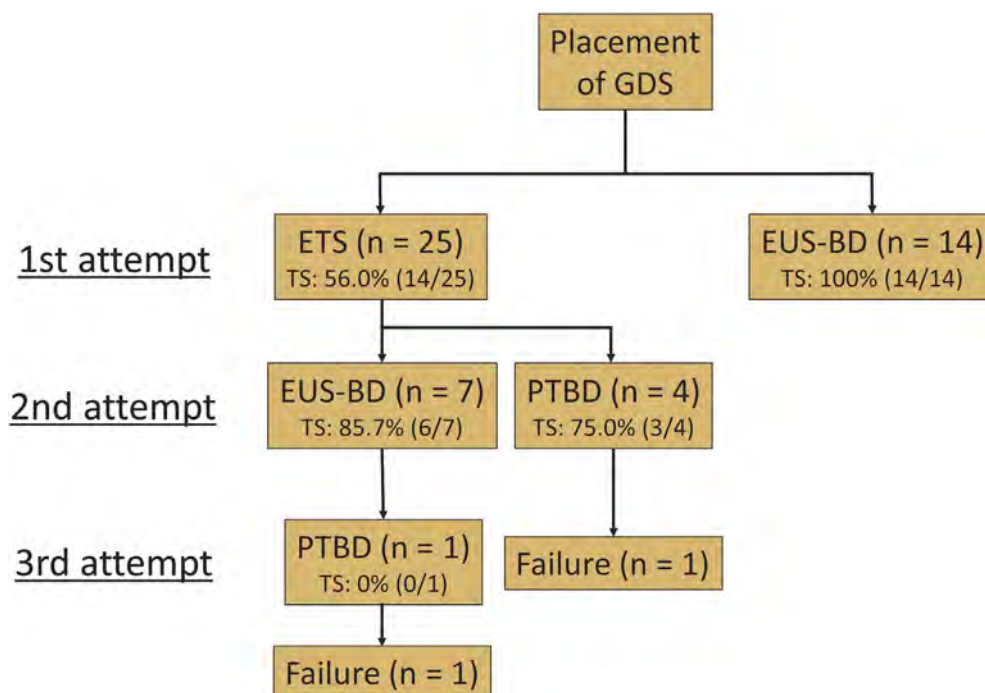 Placement
of GDS
1st attempt
ETS (n = 25)
TS: 56.0% (14/25)
EUS-BD (n = 14)
TS: 100% (14/14)
2nd attempt
EUS-BD (n = 7)
TS: 85.7% (6/7)
PTBD (n = 4)
TS: 75.0% (3/4)
3rd attempt
PTBD (n = 1)
TS: 0% (0/1)
Failure (n = 1)
Failure (n = 1)